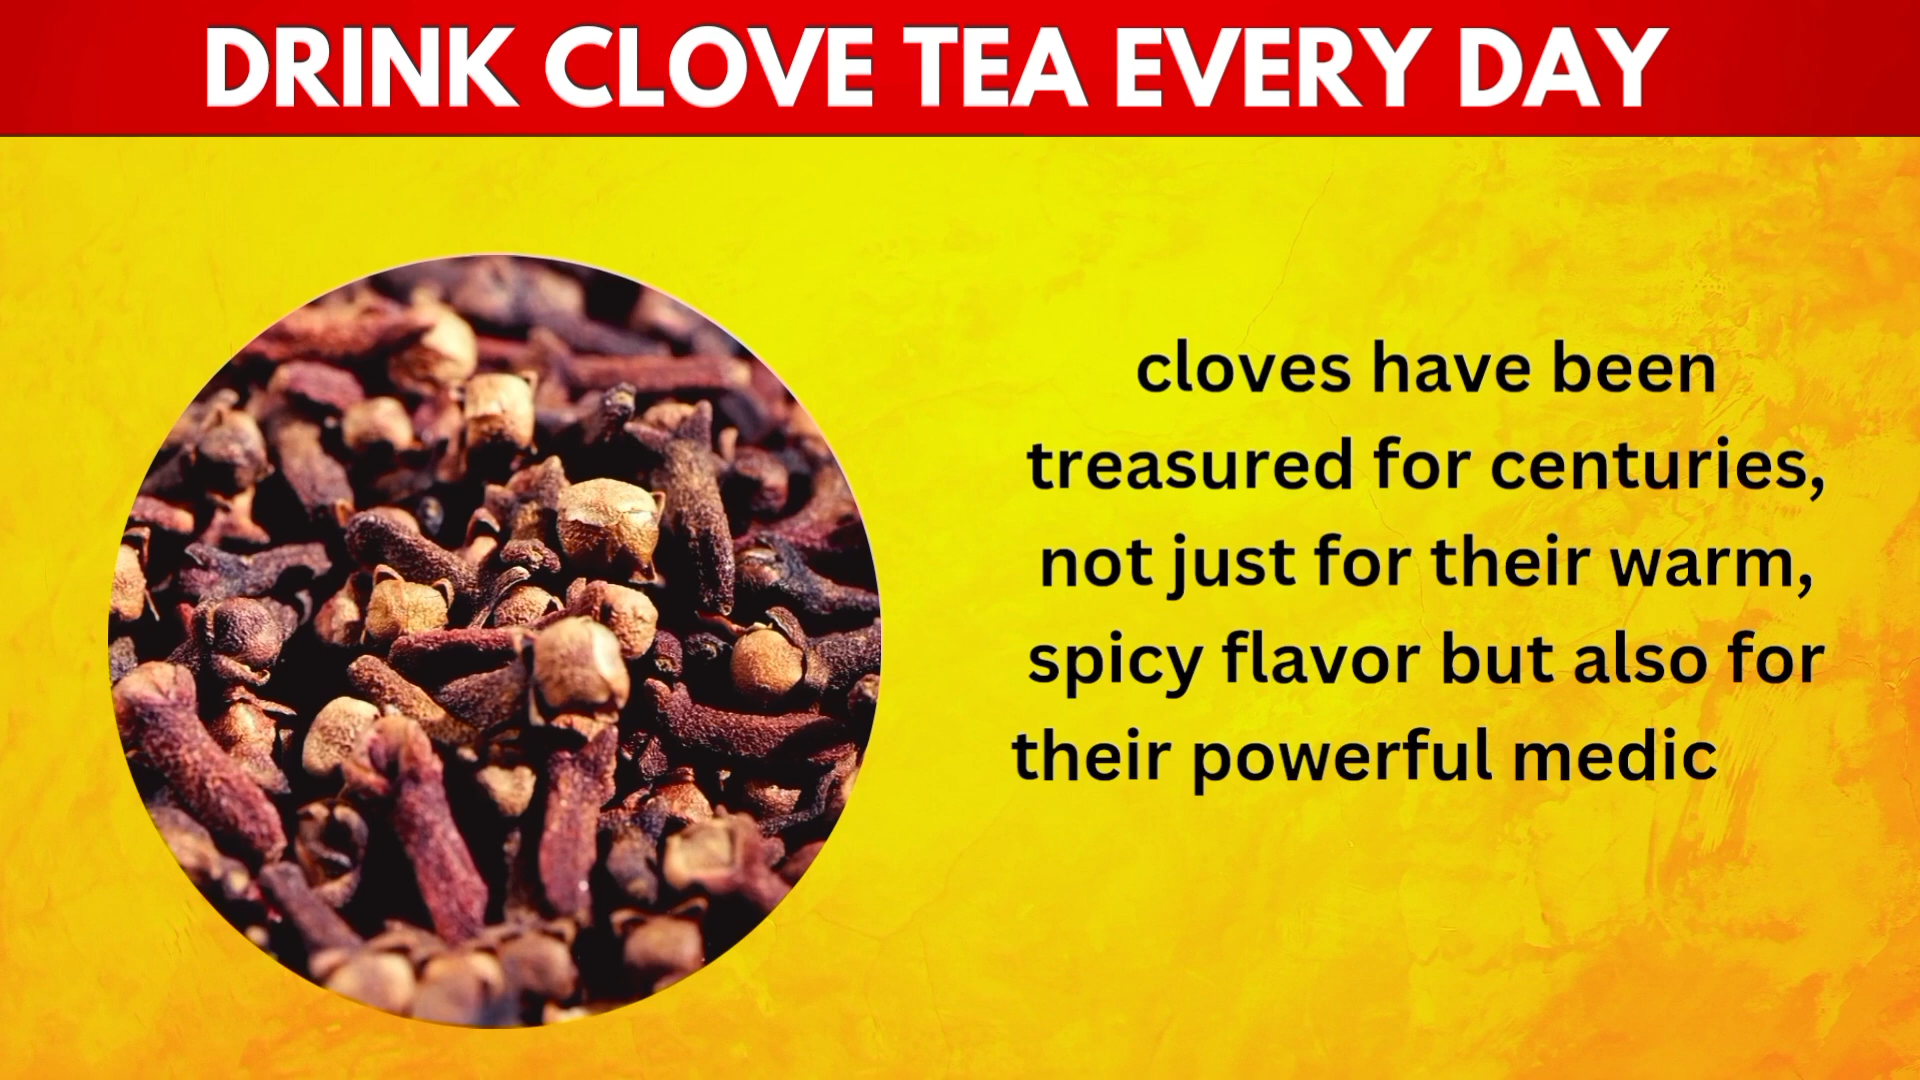 DRINK CLOVE TEA EVERY DAY
cloves have been
treasured for centuries,
not just for their warm,
spicy flavor but also for
their powerful medic